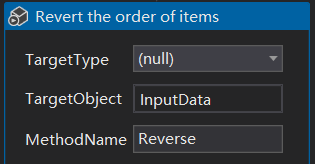 Revert the order of items
TargetType (null)
TargetObject InputData
MethodName Reverse